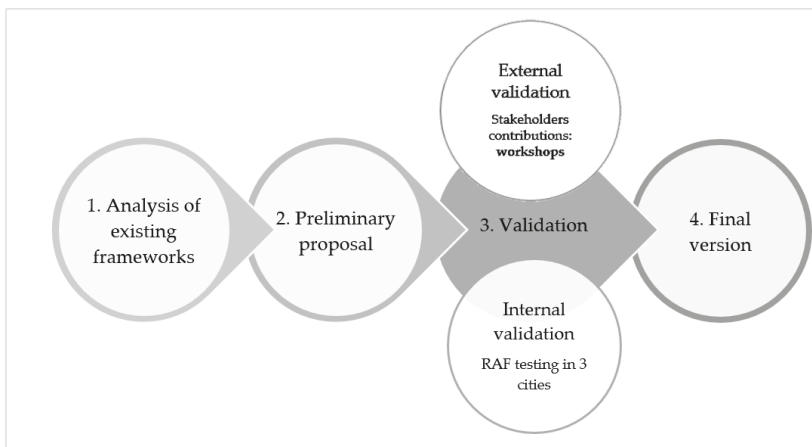 1. Analysis of
existing
frameworks
2. Preliminary
proposal
External
validation
Stakeholders
contributions:
workshops
3. Validation
Internal
validation
RAF testing in 3
cities
4. Final
version